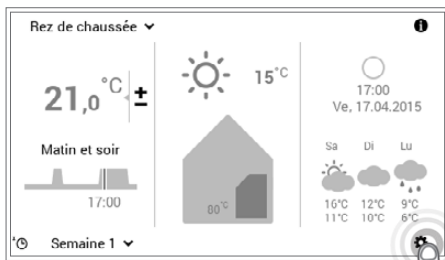 Rez de chaussée
21,0 °C ±
Matin et soir
17:00
Semaine 1
15°C
80°C
17:00
Ve, 17.04.2015
Sa Di Lu
16°C 12°C 9°C
11°C 10°C 6°C